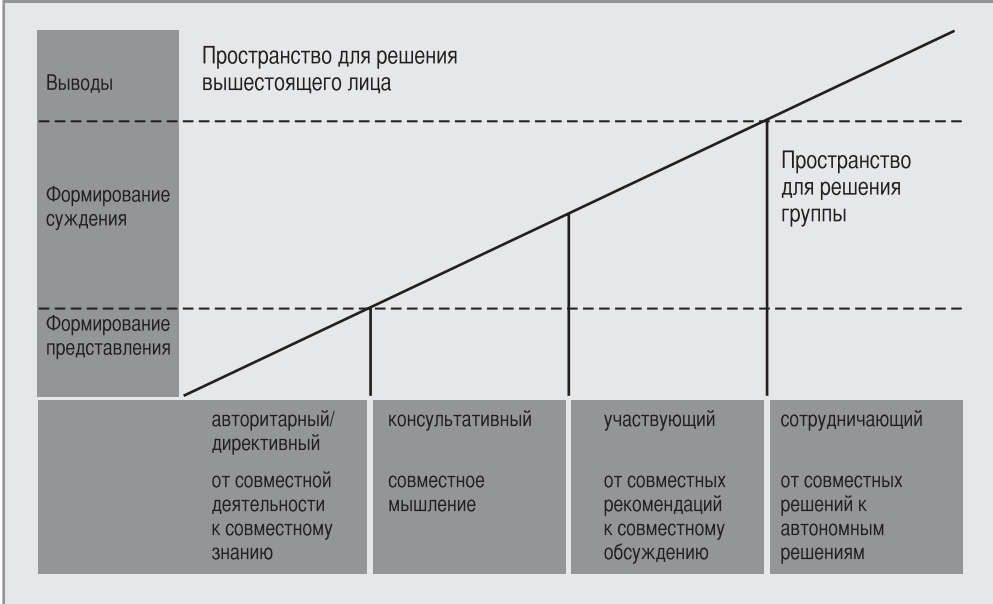 Выводы
Пространство для решения
вышестоящего лица
Формирование
суждения
Пространство
для решения
группы
Формирование
представления
авторитарный/
директивный
от совместной
деятельности
к совместному
знанию
консультативный
совместное
мышление
участвующий
от совместных
рекомендаций
к совместному
обсуждению
сотрудничающий
от совместных
решений к
автономным
решениям